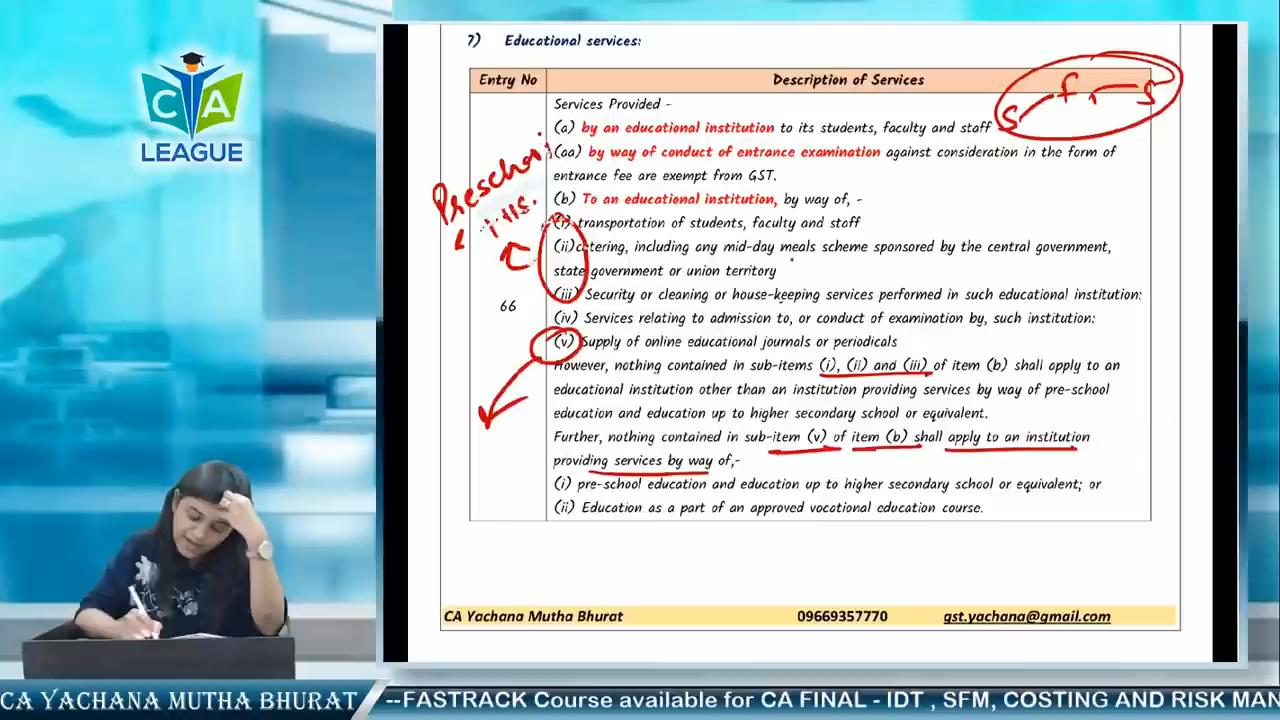 7) Educational services:
Entry No
Description of Services
S f S
Services Provided -
(a) by an educational institution to its students, faculty and staff
(aa) by way of conduct of entrance examination against consideration in the form of
entrance fee are exempt from GST.
(b) To an educational institution, by way of, -
(i) transportation of students, faculty and staff
(ii)catering, including any mid-day meals scheme sponsored by the central government,
state government or union territory
(iii) Security or cleaning or house-keeping services performed in such educational institution:
66
(iv) Services relating to admission to, or conduct of examination by, such institution:
(v) Supply of online educational journals or periodicals
However, nothing contained in sub-items (i), (ii) and (iii) of item (b) shall apply to an
educational institution other than an institution providing services by way of pre-school
education and education up to higher secondary school or equivalent.
Further, nothing contained in sub-item (v) of item (b) shall apply to an institution
providing services by way of,-
(i) pre-school education and education up to higher secondary school or equivalent; or
(ii) Education as a part of an approved vocational education course.
CA Yachana Mutha Bhurat 09669357770 gst.yachana@gmail.com
CA
LEAGUE
CA YACHANA MUTHA BHURAT
--FASTRACK Course available for CA FINAL - IDT , SFM, COSTING AND RISK MAN